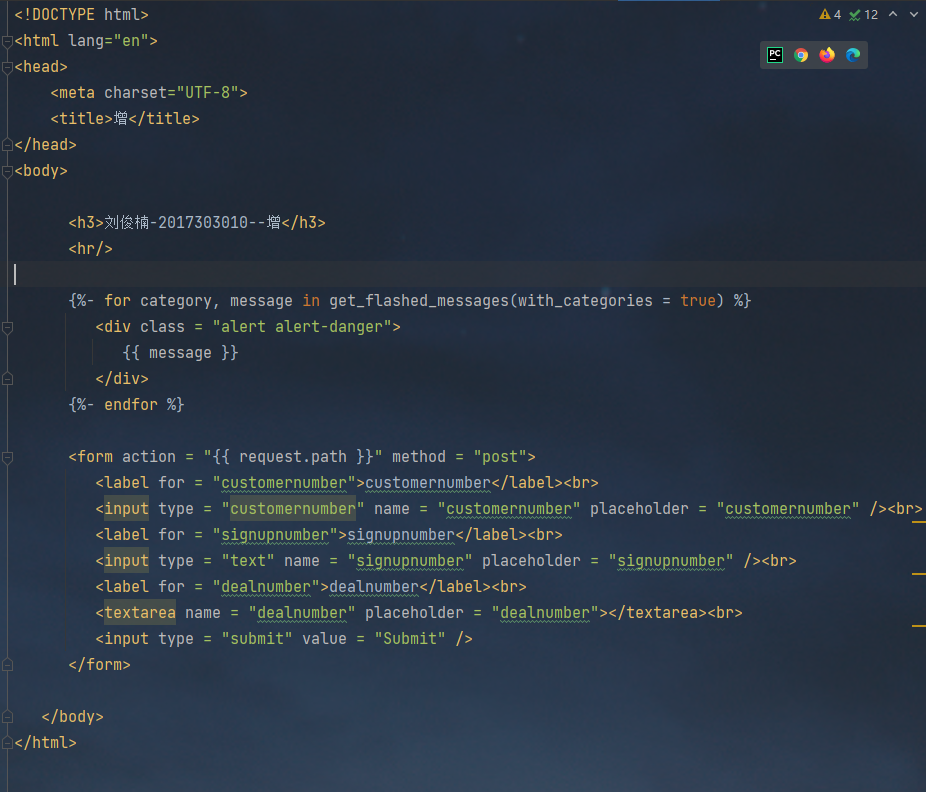 <!DOCTYPE html>
4 12
<html lang="en">
PC
<head>
<meta charset="UTF-8">
<title>增</title>
</head>
<body>
<h3>刘俊楠-2017303010--增</h3>
<hr/>
{%- for category, message in get_flashed_messages(with_categories = true) %}
<div class = "alert alert-danger">
{{ message }}
</div>
{%- endfor %}
<form action = "{{ request.path }}" method = "post">
<label for = "customernumber">customernumber</label><br>
<input type = "customernumber" name = "customernumber" placeholder = "customernumber" /><br>
<label for = "signupnumber">signupnumber</label><br>
<input type = "text" name = "signupnumber" placeholder = "signupnumber" /><br>
<label for = "dealnumber">dealnumber</label><br>
<textarea name = "dealnumber" placeholder = "dealnumber"></textarea><br>
<input type = "submit" value = "Submit" />
</form>
</body>
</html>